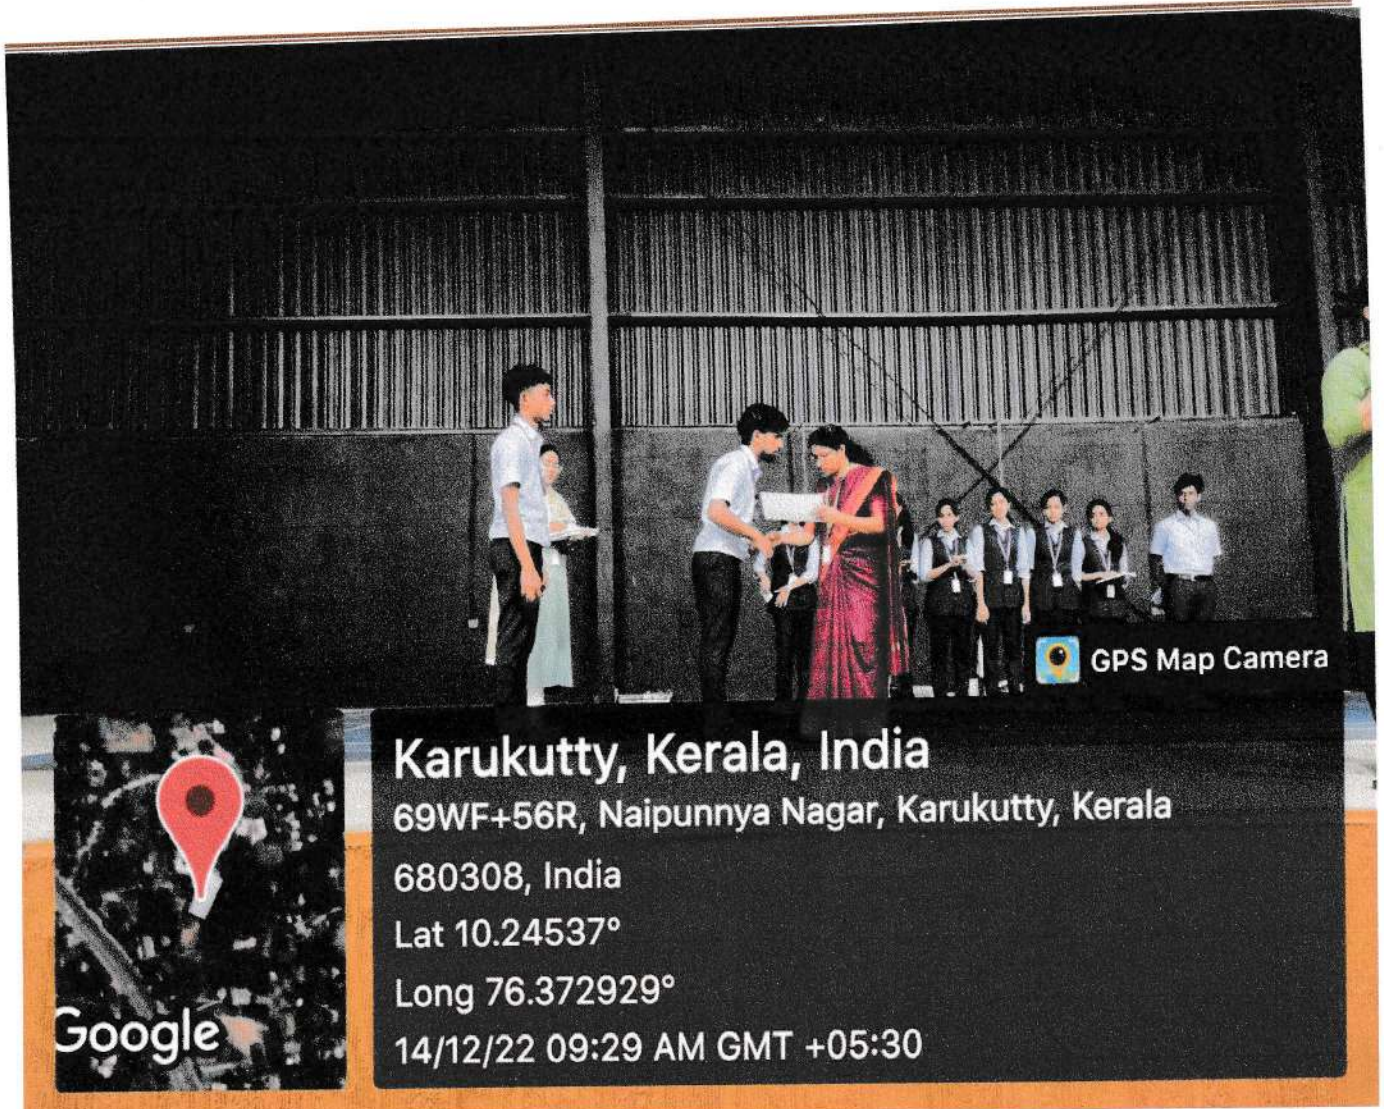 GPS Map Camera
Karukutty, Kerala, India
69WF+56R, Naipunnya Nagar, Karukutty, Kerala
680308, India
Lat 10.24537°
Long 76.372929°
14/12/22 09:29 AM GMT +05:30
Google